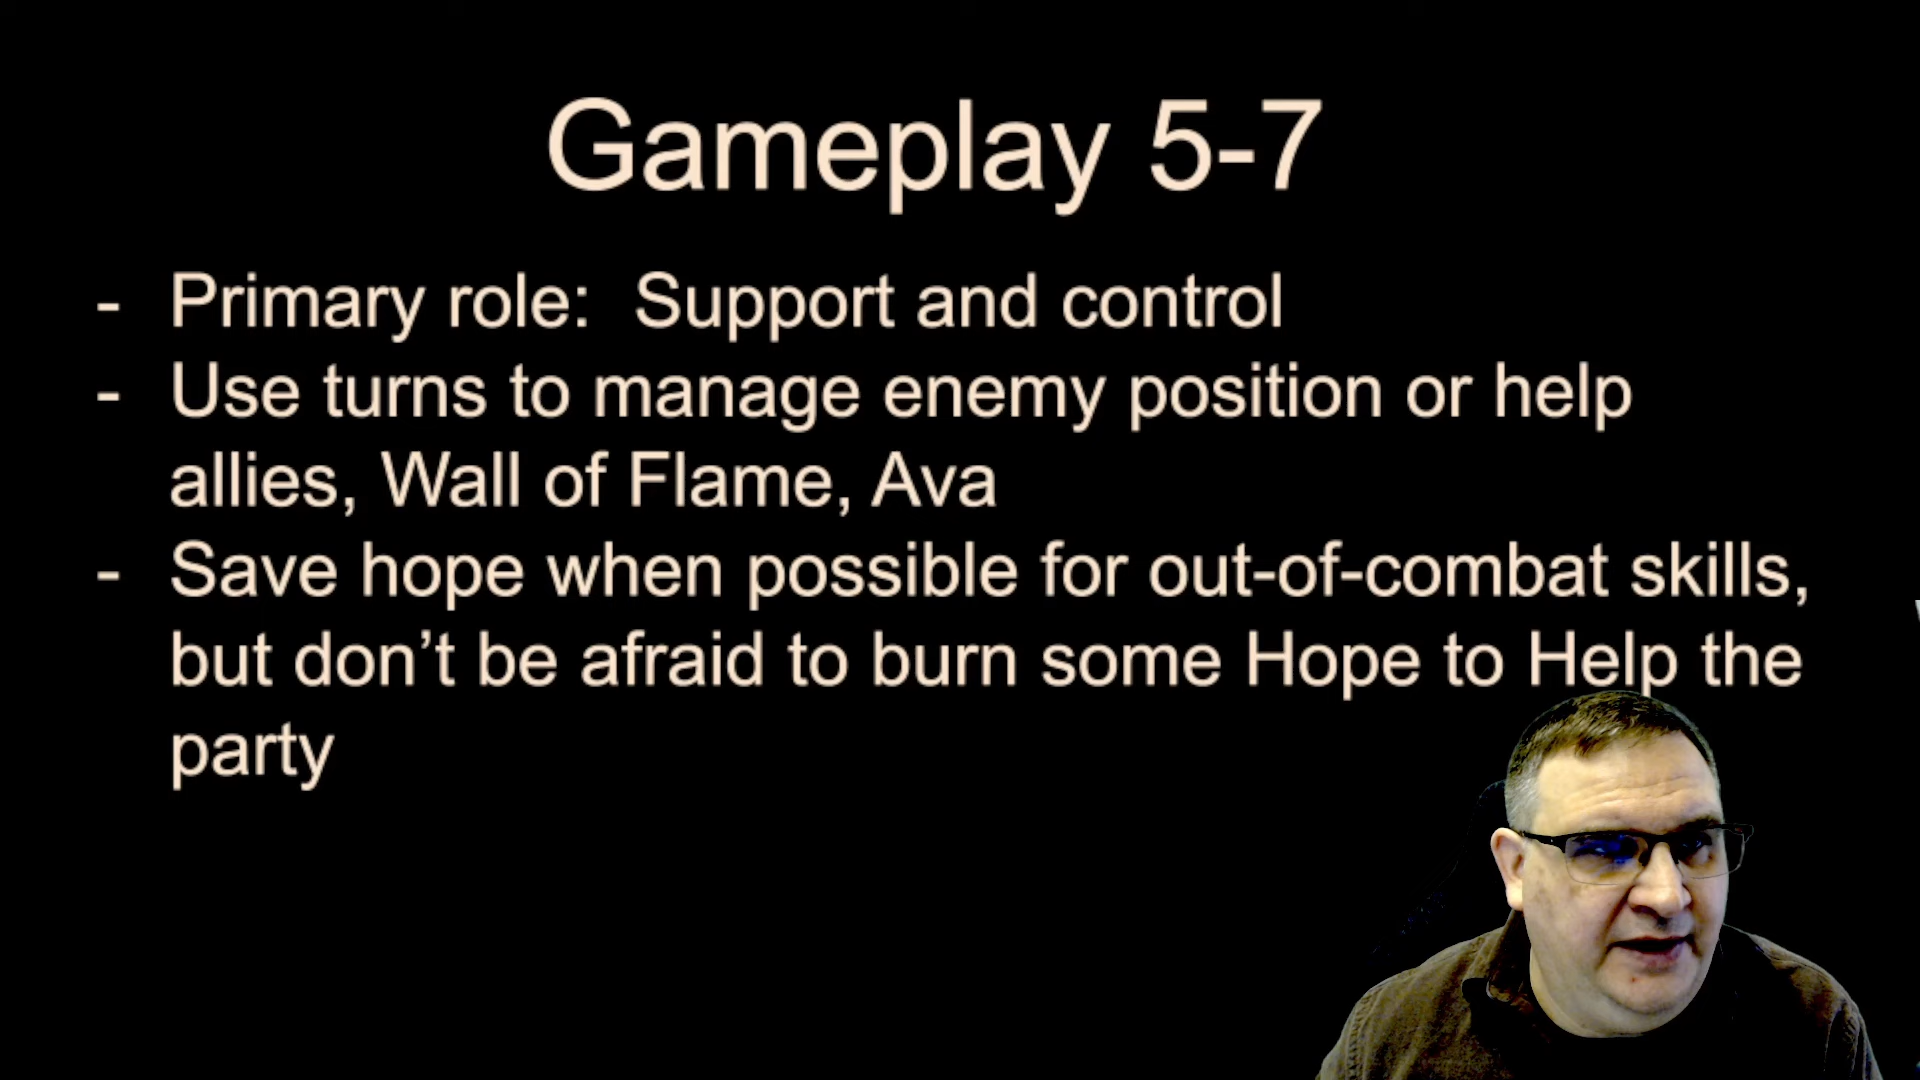 Gameplay 5-7
- Primary role:  Support and control
- Use turns to manage enemy position or help
allies, Wall of Flame, Ava
- Save hope when possible for out-of-combat skills,
but don’t be afraid to burn some Hope to Help the
party